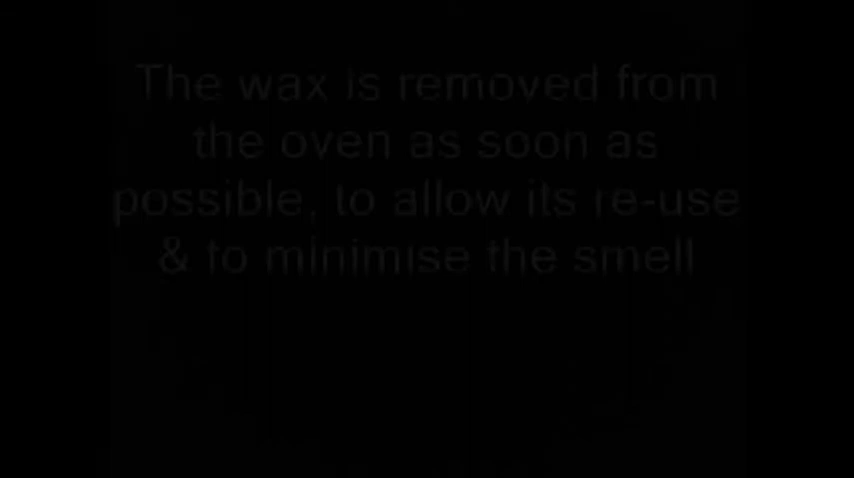 The wax is removed from
the oven as soon as
possible, to allow its re-use
& to minimise the smell